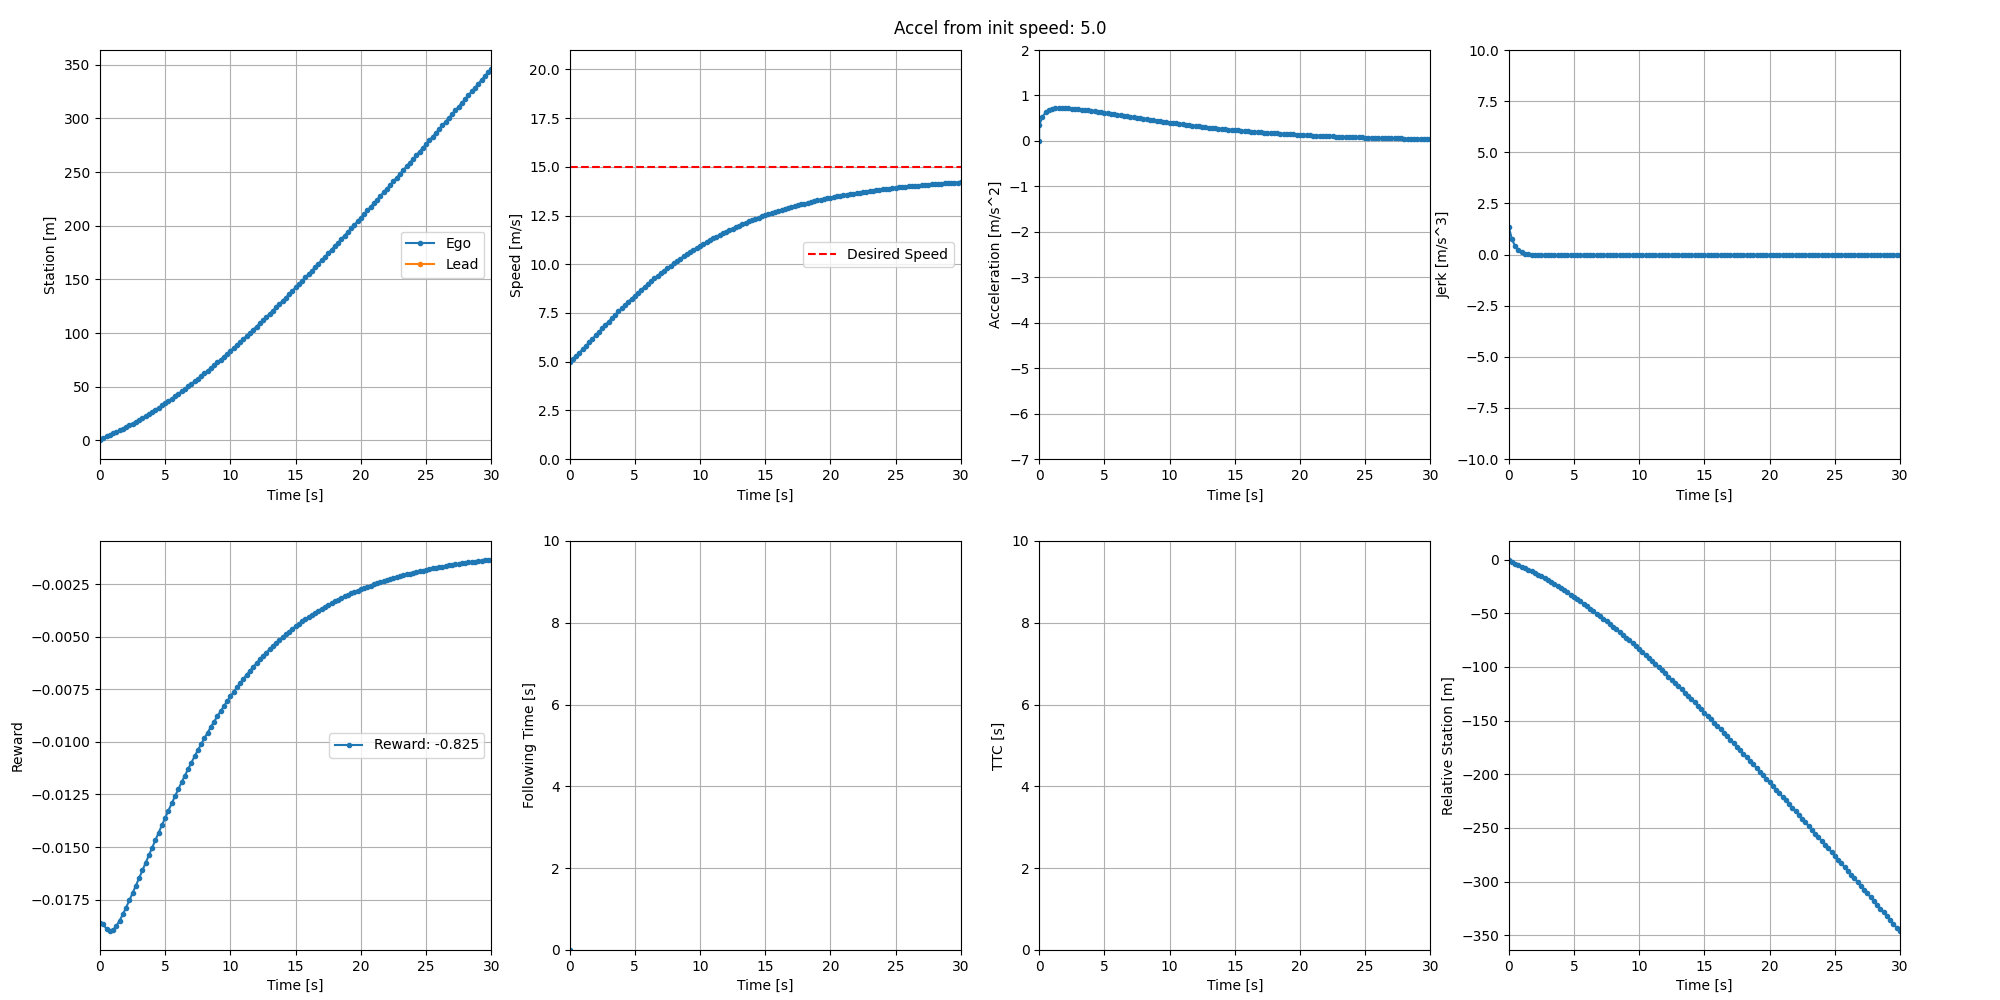 Accel from init speed: 5.0
Station [m]
350
300
250
200
150
100
50
0
Ego
Lead
0 5 10 15 20 25 30
Time [s]
Speed [m/s]
20.0
17.5
15.0
12.5
10.0
7.5
5.0
2.5
0.0
Desired Speed
0 5 10 15 20 25 30
Time [s]
Acceleration [m/s^2]
2
1
0
−1
−2
−3
−4
−5
−6
−7
0 5 10 15 20 25 30
Time [s]
Jerk [m/s^3]
10.0
7.5
5.0
2.5
0.0
−2.5
−5.0
−7.5
−10.0
0 5 10 15 20 25 30
Time [s]
Reward
−0.0025
−0.0050
−0.0075
−0.0100
−0.0125
−0.0150
−0.0175
Reward: -0.825
0 5 10 15 20 25 30
Time [s]
Following Time [s]
10
8
6
4
2
0
0 5 10 15 20 25 30
Time [s]
TTC [s]
10
8
6
4
2
0
0 5 10 15 20 25 30
Time [s]
Relative Station [m]
0
−50
−100
−150
−200
−250
−300
−350
0 5 10 15 20 25 30
Time [s]